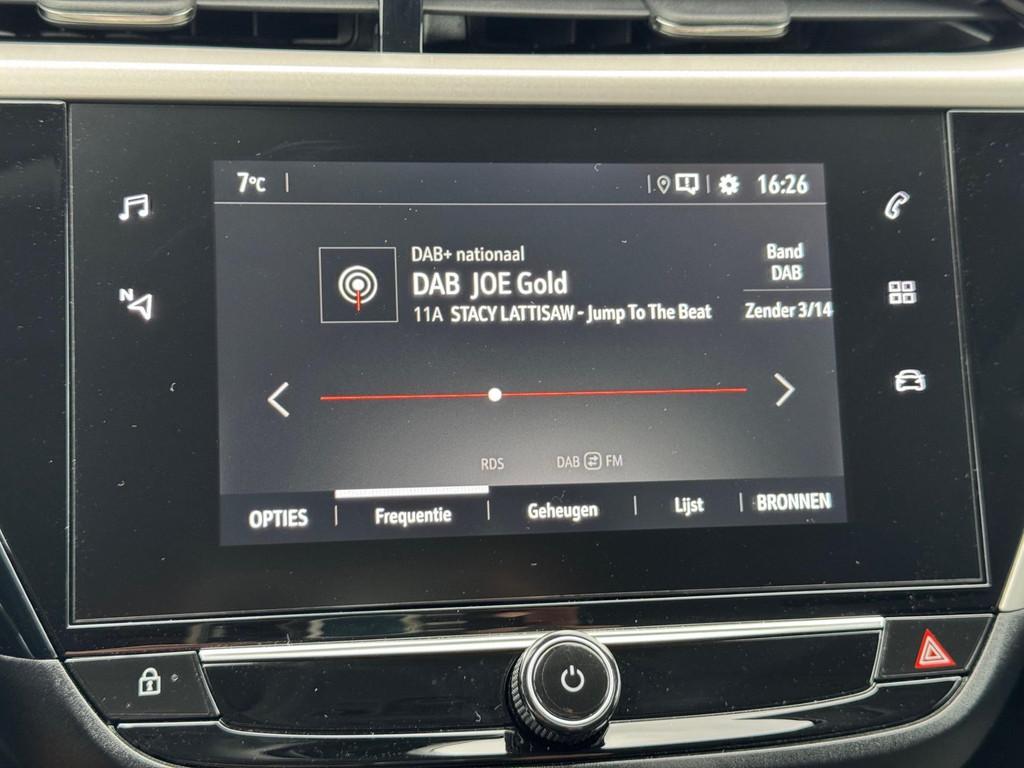 7°C
16:26
DAB+ nationaal
DAB JOE Gold
11A STACY LATTISAW - Jump To The Beat
Band
DAB
Zender 3/14
N
RDS
DAB FM
OPTIES Frequentie Geheugen Lijst BRONNEN